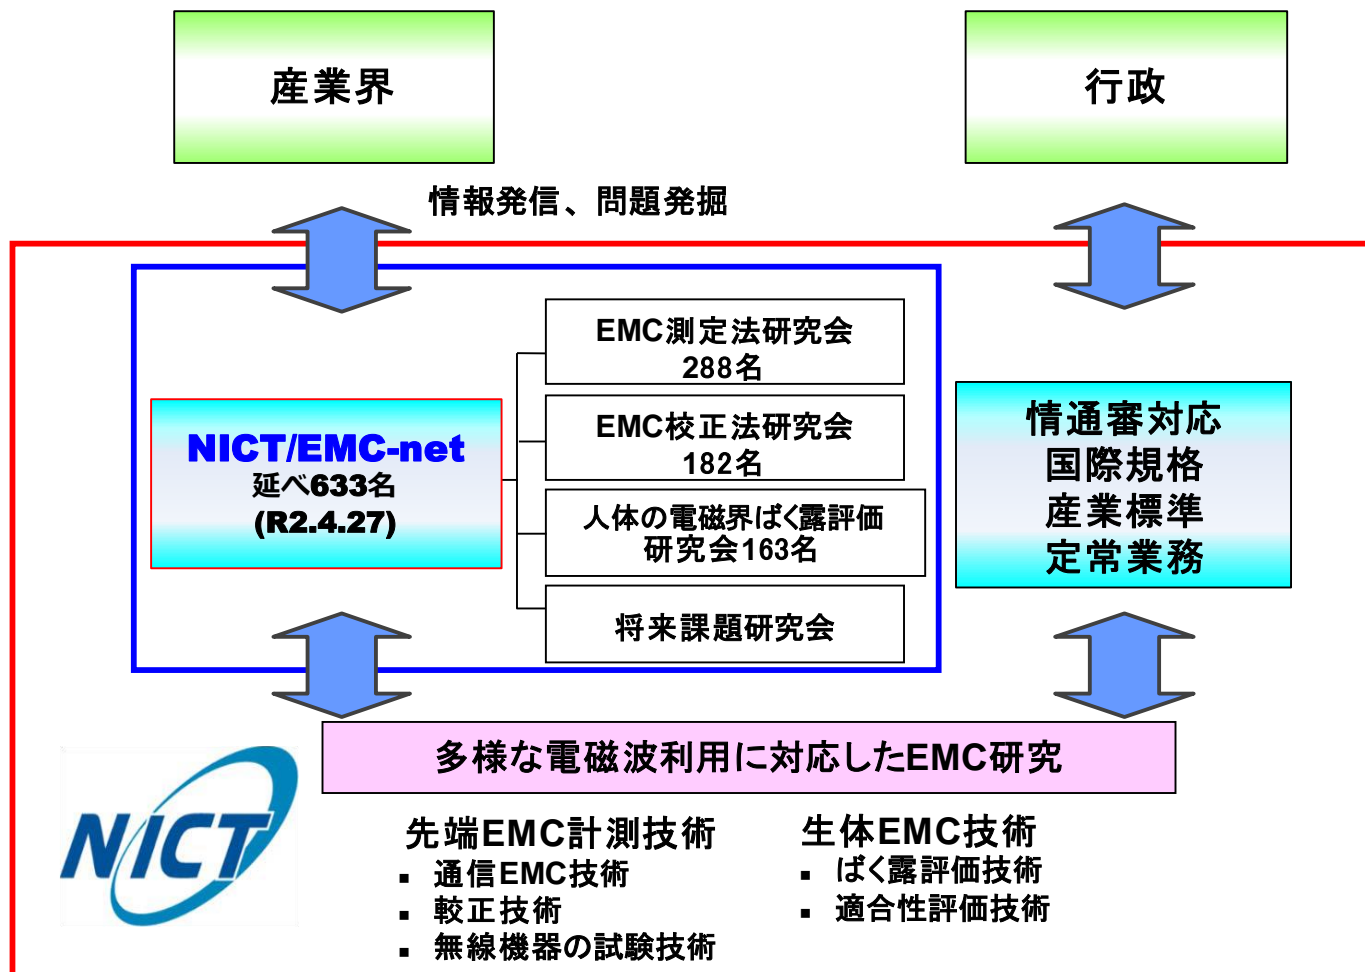 産業界
行政
情報発信、問題発掘
EMC測定法研究会
288名
EMC校正法研究会
182名
人体の電磁界ばく露評価
研究会163名
将来課題研究会
NICT/EMC-net
延べ633名
(R2.4.27)
情通審対応
国際規格
産業標準
定常業務
多様な電磁波利用に対応したEMC研究
NICT
先端EMC計測技術
▪ 通信EMC技術
▪ 較正技術
▪ 無線機器の試験技術
生体EMC技術
▪ ばく露評価技術
▪ 適合性評価技術